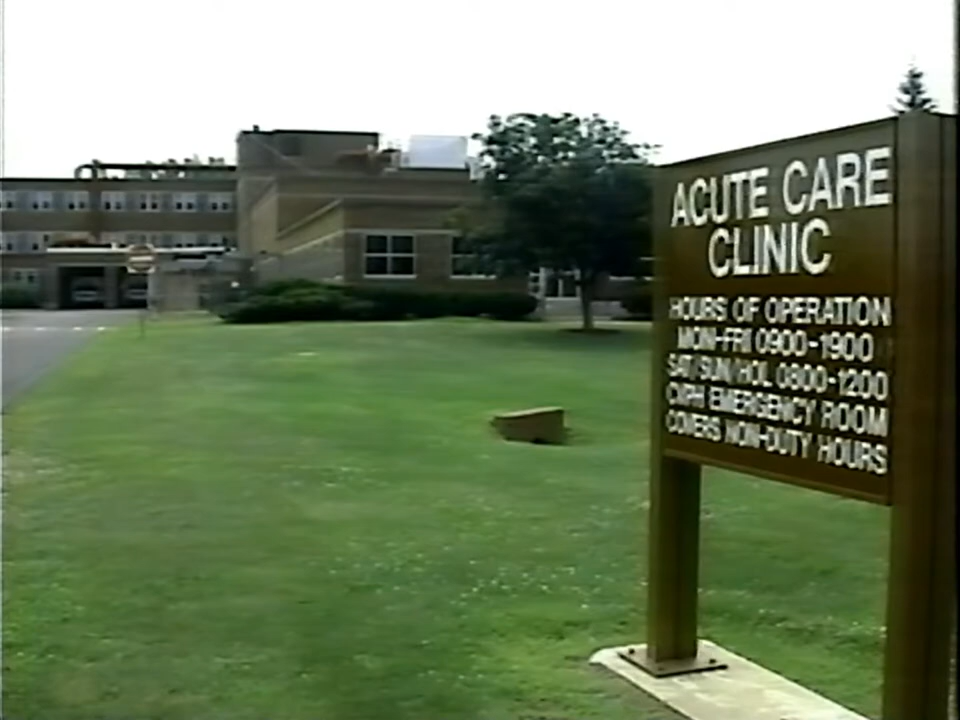 ACUTE CARE
CLINIC
HOURS OF OPERATION
MON-FRI 0900-1900
SAT/SUN/HOL 0800-1200
CVPH EMERGENCY ROOM
COVERS NON-DUTY HOURS